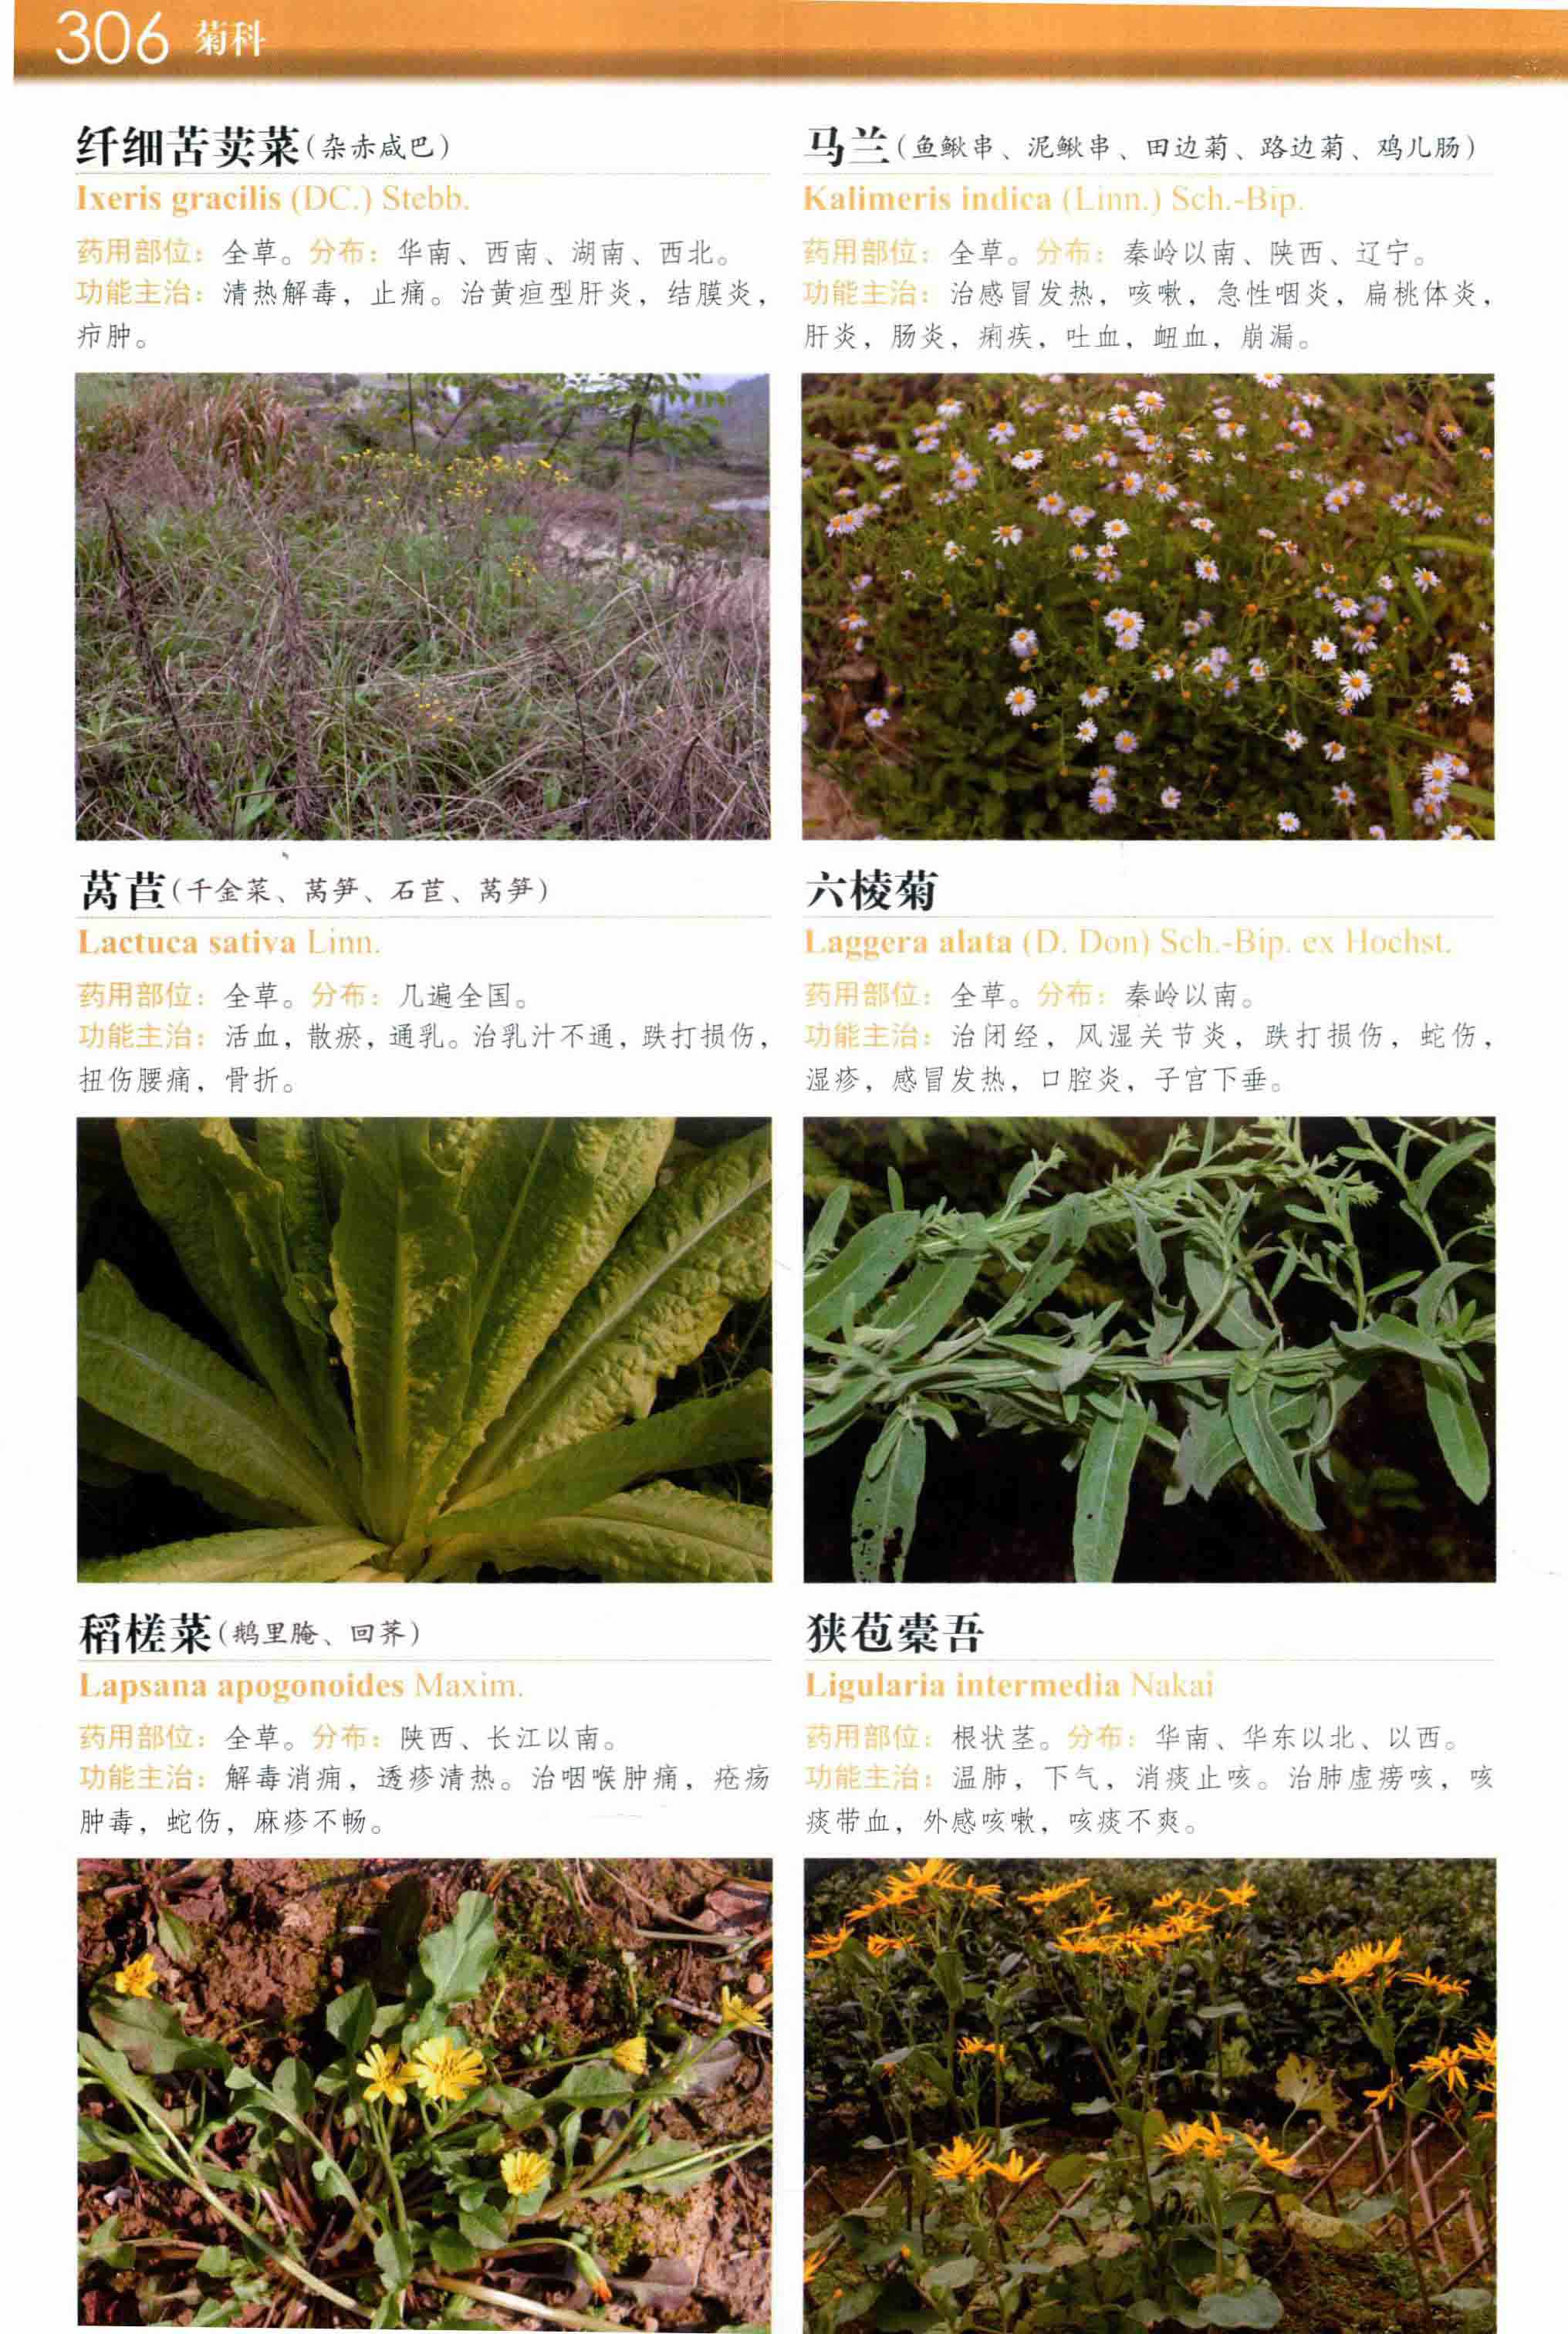 306 菊科
纤细苦荬菜(杂赤咸巴)
Ixeris gracilis (DC.) Stebb.
药用部位：全草。分布：华南、西南、湖南、西北。
功能主治：清热解毒，止痛。治黄疸型肝炎，结膜炎，
疖肿。
马兰(鱼鳅串、泥鳅串、田边菊、路边菊、鸡儿肠)
Kalimeris indica (Linn.) Sch.-Bip.
药用部位：全草。分布：秦岭以南、陕西、辽宁。
功能主治：治感冒发热，咳嗽，急性咽炎，扁桃体炎，
肝炎，肠炎，痢疾，吐血，衄血，崩漏。
莴苣(千金菜、莴笋、石苣、莴笋)
Lactuca sativa Linn.
药用部位：全草。分布：几遍全国。
功能主治：活血，散瘀，通乳。治乳汁不通，跌打损伤，
扭伤腰痛，骨折。
六棱菊
Laggera alata (D. Don) Sch.-Bip. ex Hochst.
药用部位：全草。分布：秦岭以南。
功能主治：治闭经，风湿关节炎，跌打损伤，蛇伤，
湿疹，感冒发热，口腔炎，子宫下垂。
稻槎菜(鹅里腌、回荠)
Lapsana apogonoides Maxim.
药用部位：全草。分布：陕西、长江以南。
功能主治：解毒消痈，透疹清热。治咽喉肿痛，疮疡
肿毒，蛇伤，麻疹不畅。
狭苞橐吾
Ligularia intermedia Nakai
药用部位：根状茎。分布：华南、华东以北、以西。
功能主治：温肺，下气，消痰止咳。治肺虚痨咳，咳
痰带血，外感咳嗽，咳痰不爽。